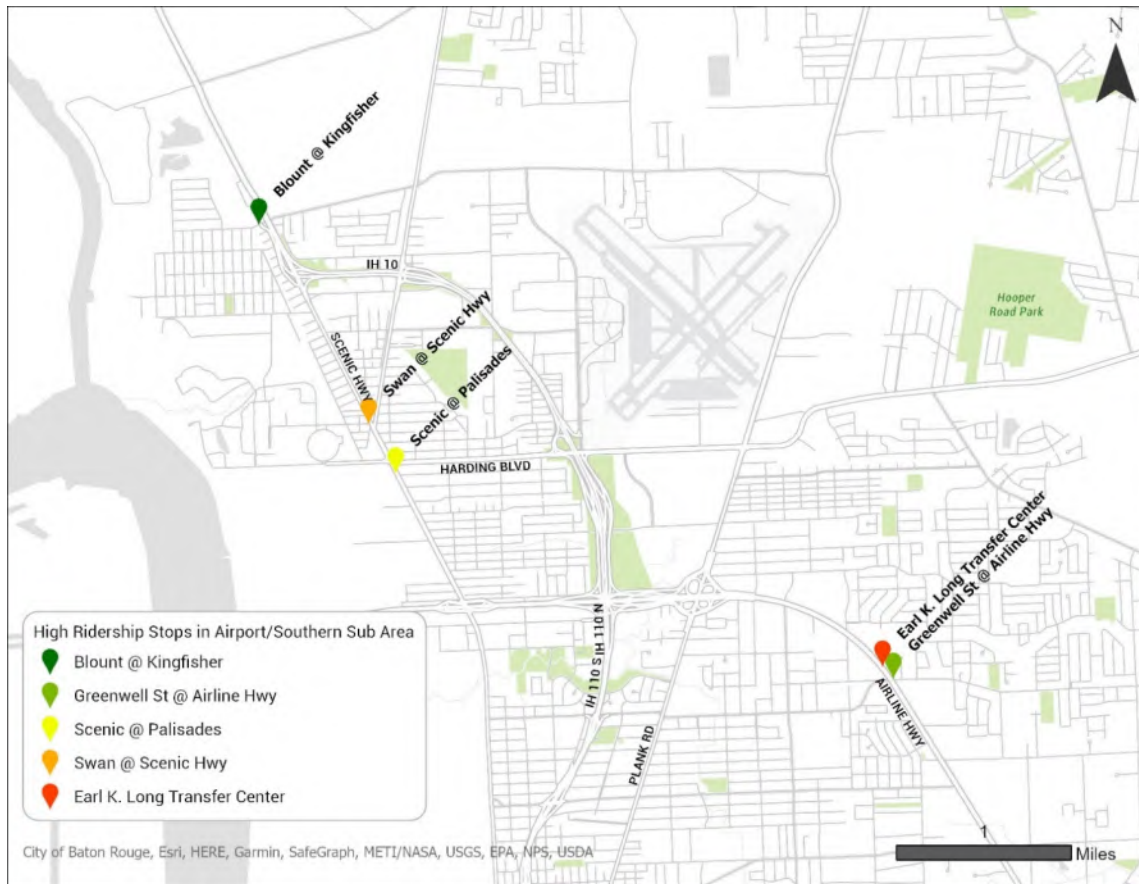 N
Blount @ Kingfisher
IH 10
SCENIC HWY
Swan @ Scenic Hwy
Scenic @ Palisades
Hooper
Road Park
HARDING BLVD
Earl K. Long Transfer Center
Greenwell St @ Airline Hwy
IH 110 S
IH 110 N
PLANK RD
AIRLINE HWY
High Ridership Stops in Airport/Southern Sub Area
Blount @ Kingfisher
Greenwell St @ Airline Hwy
Scenic @ Palisades
Swan @ Scenic Hwy
Earl K. Long Transfer Center
1
Miles
City of Baton Rouge, Esri, HERE, Garmin, SafeGraph, METI/NASA, USGS, EPA, NPS, USDA